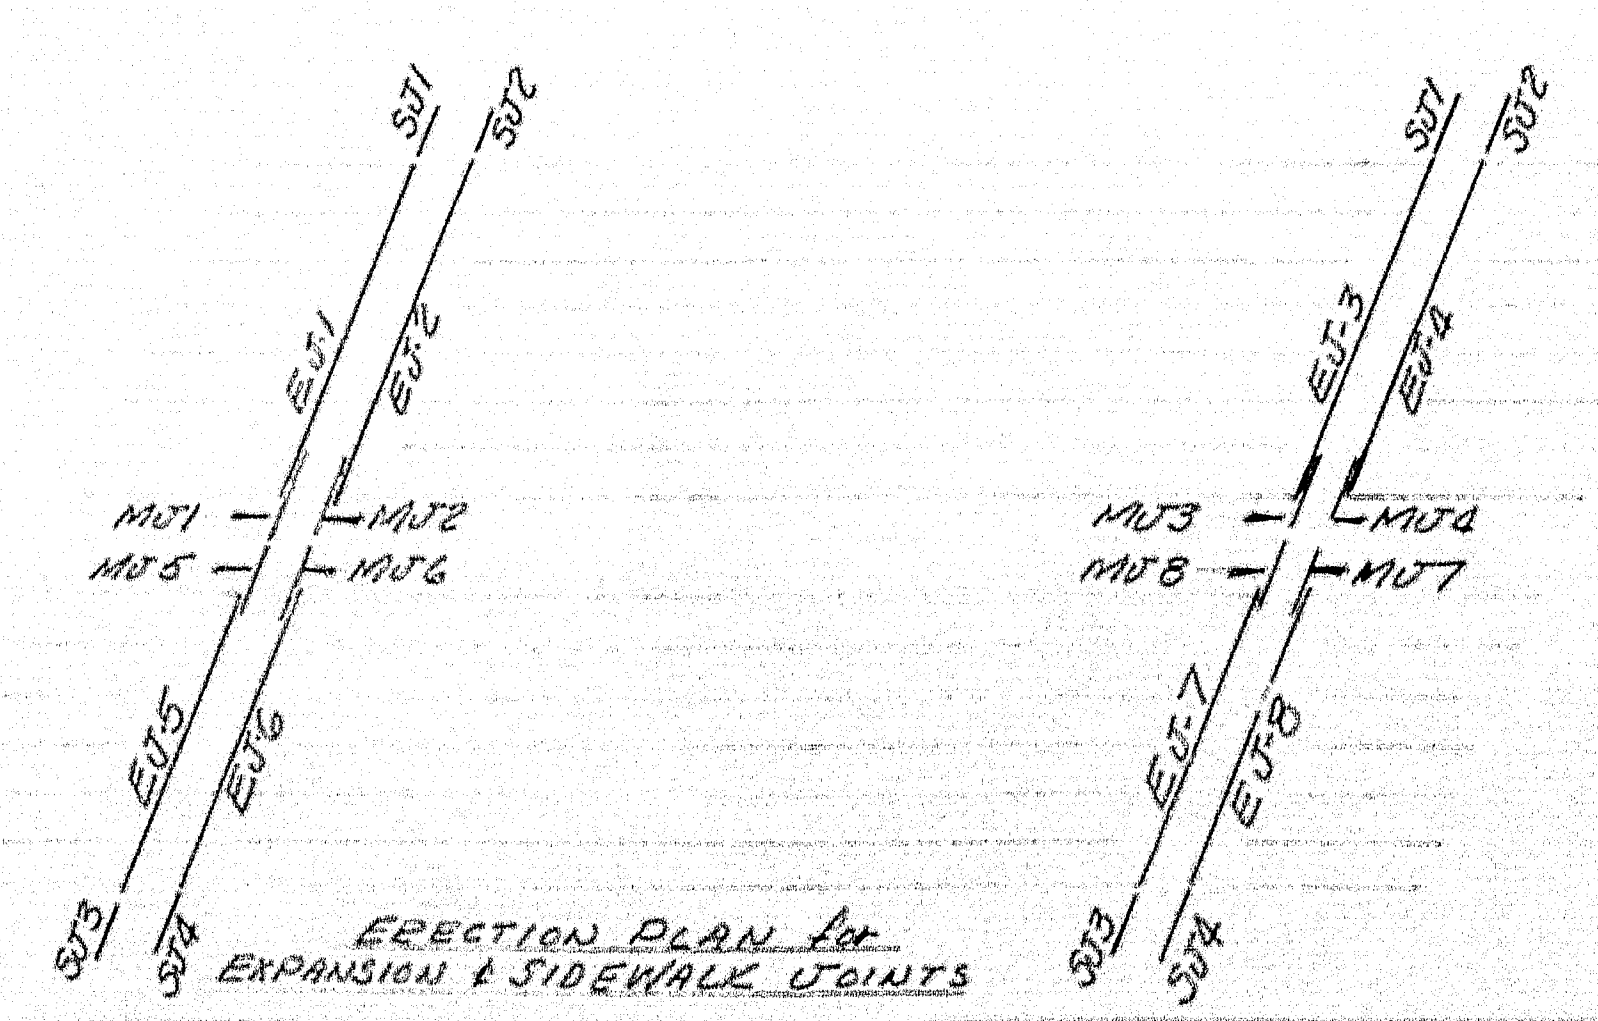 SJ1
SJ2
SJ1
SJ2
EJ-1
EJ-2
EJ-3
EJ-4
MJ1
MJ2
MJ3
MJ4
MJ5
MJ6
MJ8
MJ7
EJ-5
EJ-6
EJ-7
EJ-8
SJ3
SJ4
SJ3
SJ4
ERECTION PLAN for
EXPANSION & SIDEWALK JOINTS